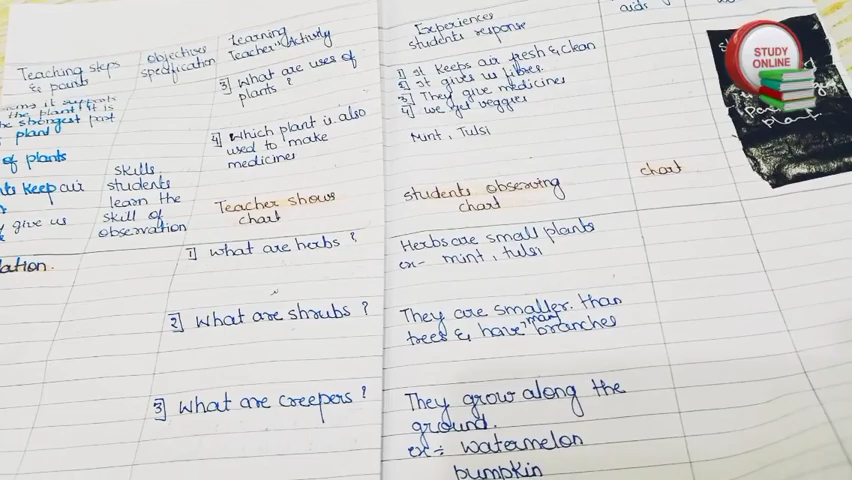 Teaching steps
& points
objectives
specification
Learning
Teacher's Activity
Experiences
students response
aids
it supports
the plant it is
the strongest part
plant
of plants
keep air
give us
skills,
students
learn the
skill of
observation
3] What are uses of
plants?
4] Which plant is also
used to make
medicines
Teacher shows
chart
1] what are herbs?
2] What are shrubs?
3] What are creepers?
1] It keeps air fresh & clean
2] It gives us fibres.
3] They give medicines
4] we get veggies
Mint, Tulsi
students observing
chart
Herbs are small plants
ex- mint, tulsi
They are smaller than
trees & have many branches
They grow along the
ground.
ex÷ watermelon
pumpkin
chart
STUDY
ONLINE
plant